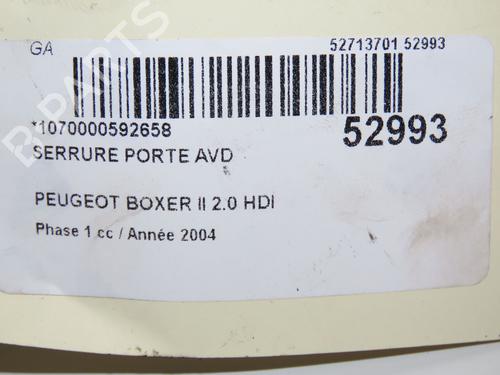 GA
52713701 52993
*1070000592658
52993
SERRURE PORTE AVD
PEUGEOT BOXER II 2.0 HDI
Phase 1 cc / Année 2004
B-PARTS